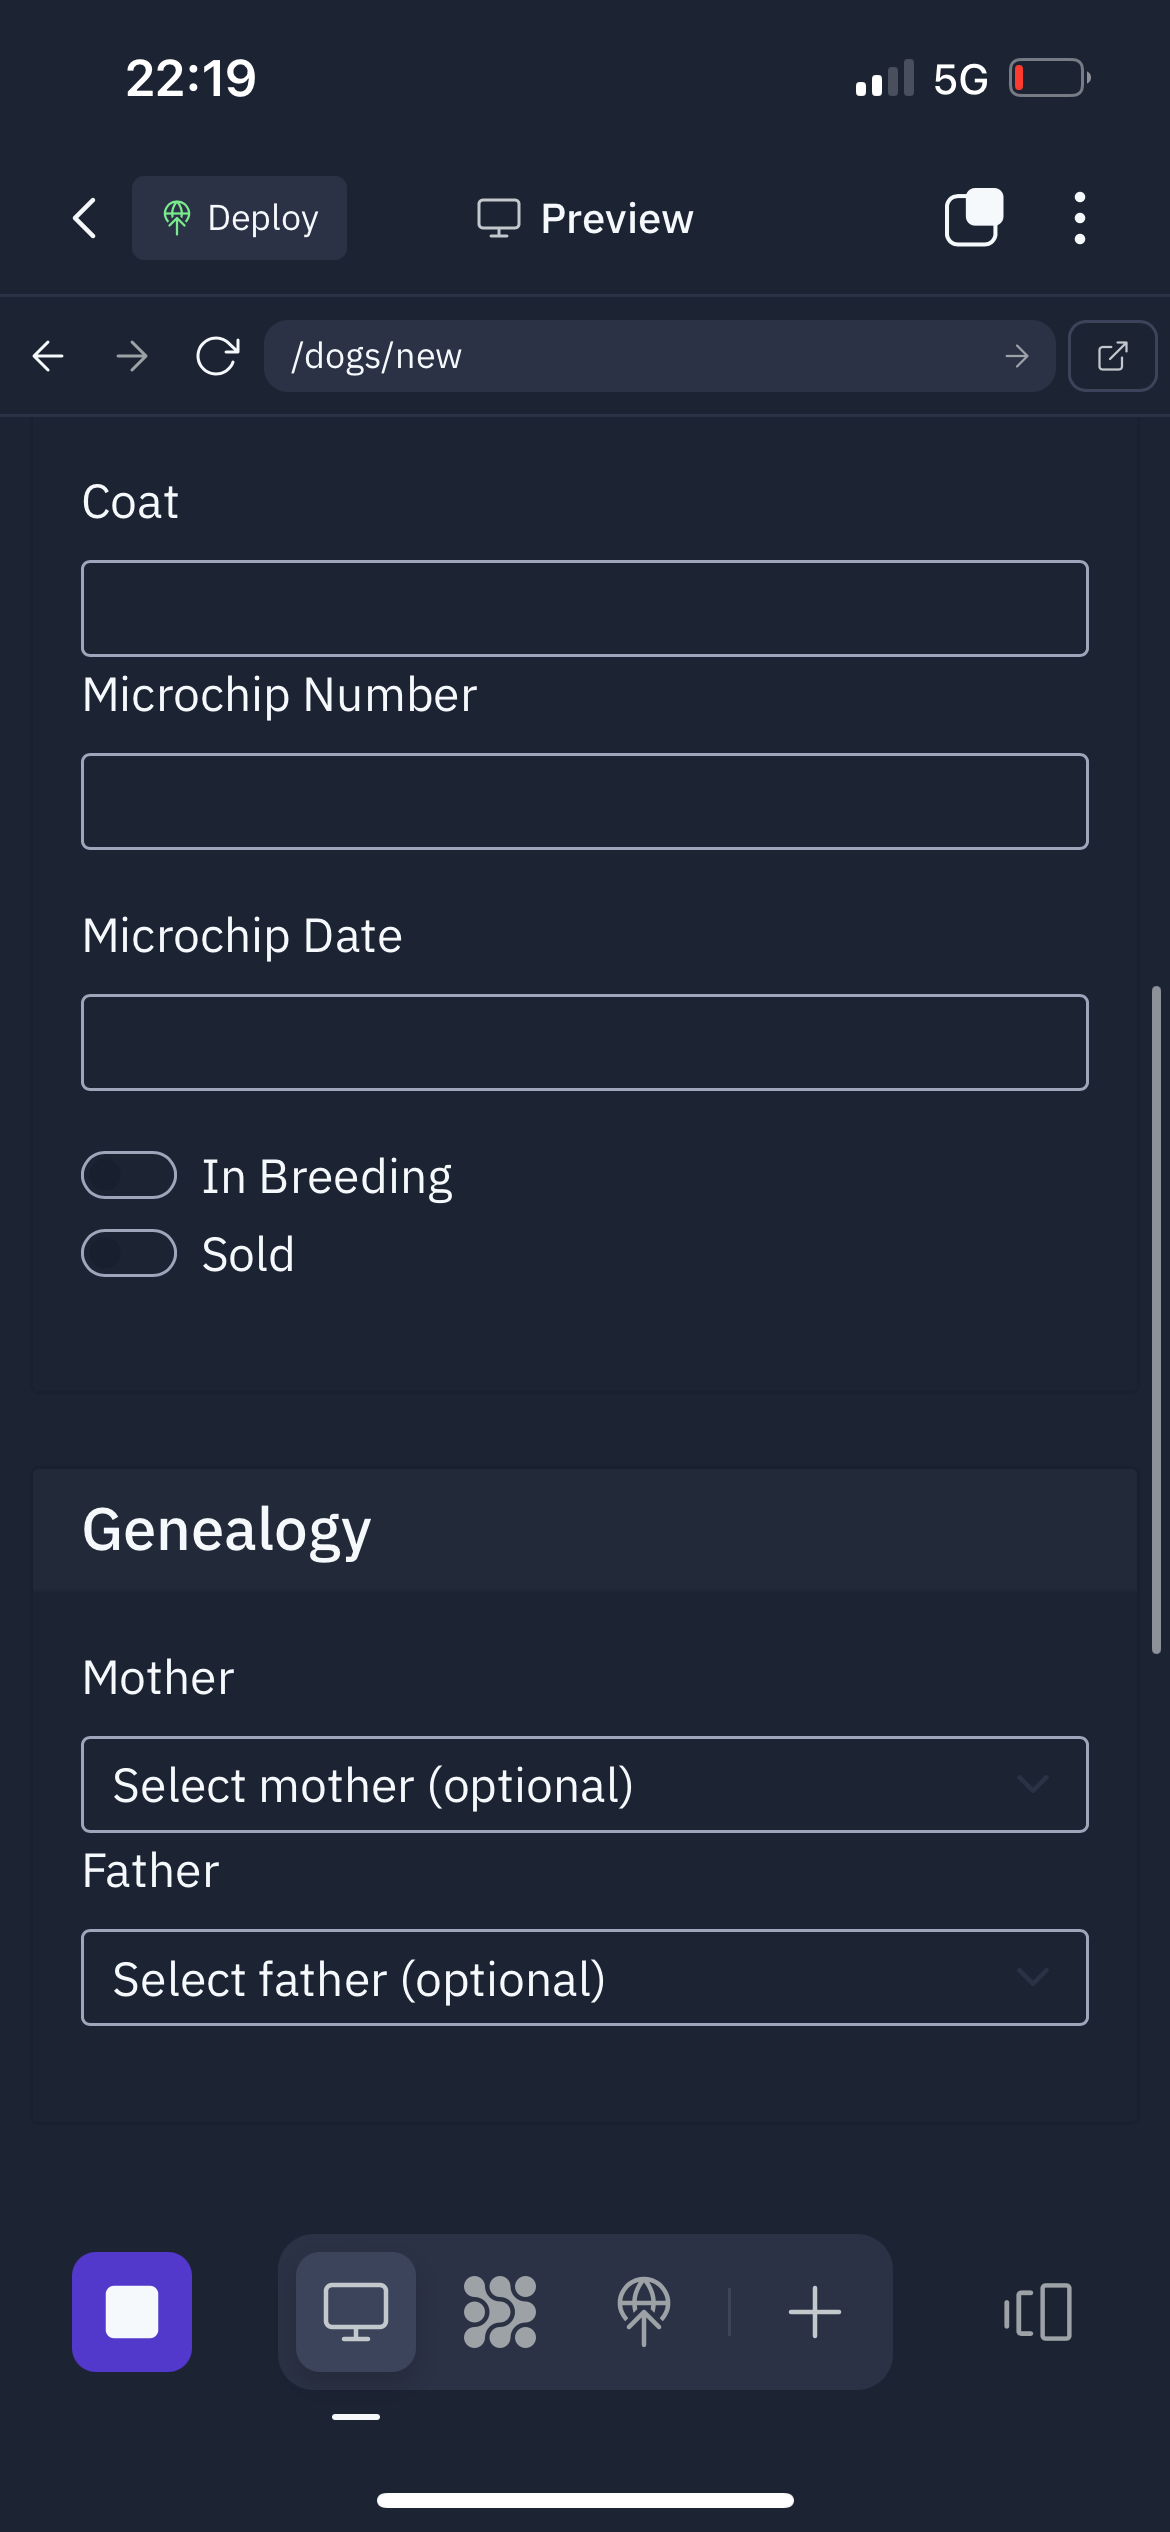 22:19
5G
Deploy
Preview
/dogs/new
Coat
Microchip Number
Microchip Date
In Breeding
Sold
Genealogy
Mother
Select mother (optional)
Father
Select father (optional)